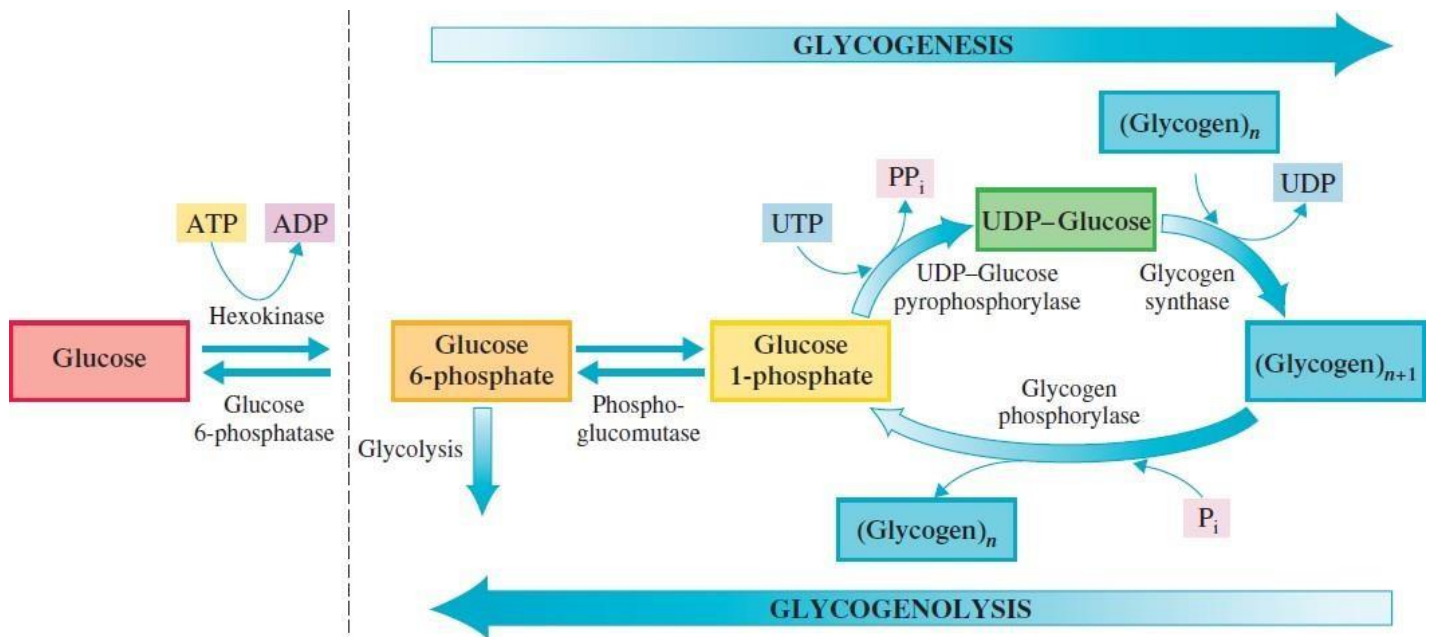 GLYCOGENESIS
(Glycogen)n
PPi
UDP
ATP
ADP
UTP
UDP–Glucose
Hexokinase
UDP–Glucose
pyrophosphorylase
Glycogen
synthase
Glucose
Glucose
6-phosphate
Glucose
1-phosphate
(Glycogen)n+1
Glucose
6-phosphatase
Phospho-
glucomutase
Glycogen
phosphorylase
Glycolysis
(Glycogen)n
Pi
GLYCOGENOLYSIS